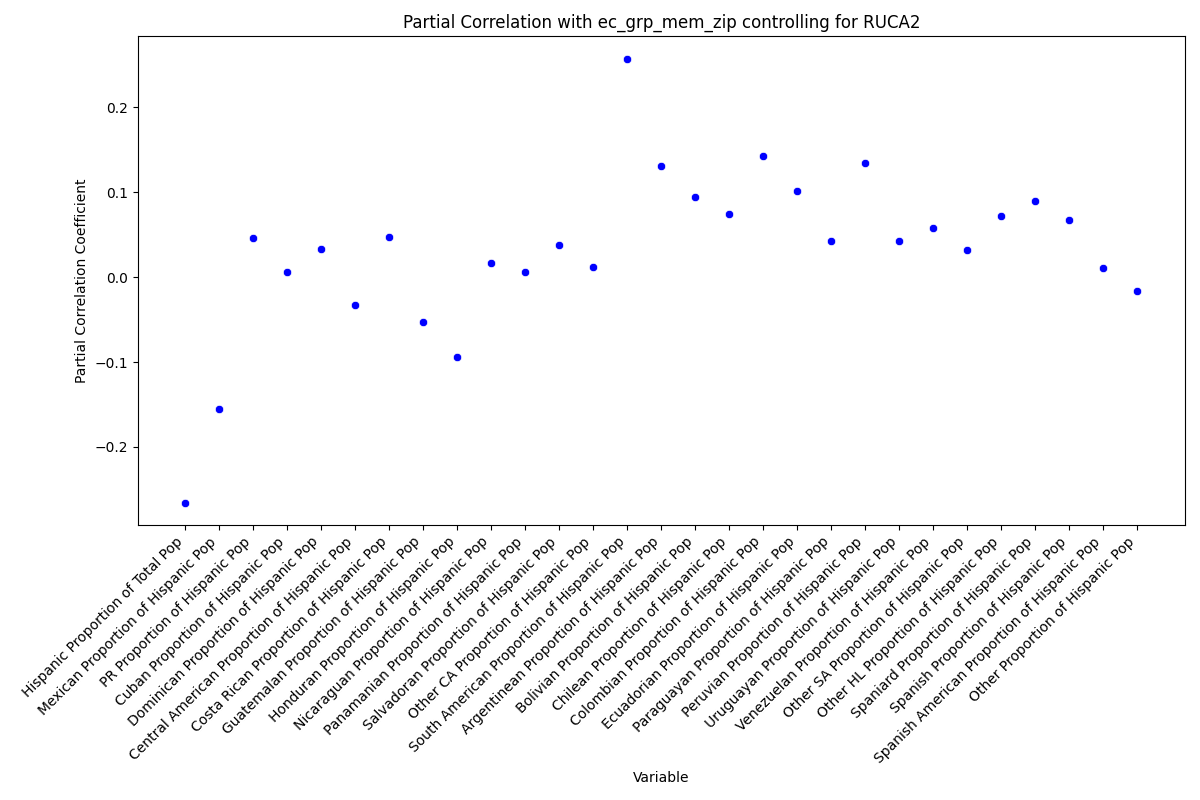 Partial Correlation with ec_grp_mem_zip controlling for RUCA2
Partial Correlation Coefficient
0.2
0.1
0.0
−0.1
−0.2
Hispanic Proportion of Total Pop
Mexican Proportion of Hispanic Pop
PR Proportion of Hispanic Pop
Cuban Proportion of Hispanic Pop
Dominican Proportion of Hispanic Pop
Central American Proportion of Hispanic Pop
Costa Rican Proportion of Hispanic Pop
Guatemalan Proportion of Hispanic Pop
Honduran Proportion of Hispanic Pop
Nicaraguan Proportion of Hispanic Pop
Panamanian Proportion of Hispanic Pop
Salvadoran Proportion of Hispanic Pop
Other CA Proportion of Hispanic Pop
South American Proportion of Hispanic Pop
Argentinean Proportion of Hispanic Pop
Bolivian Proportion of Hispanic Pop
Chilean Proportion of Hispanic Pop
Colombian Proportion of Hispanic Pop
Ecuadorian Proportion of Hispanic Pop
Paraguayan Proportion of Hispanic Pop
Peruvian Proportion of Hispanic Pop
Uruguayan Proportion of Hispanic Pop
Venezuelan Proportion of Hispanic Pop
Other SA Proportion of Hispanic Pop
Other HL Proportion of Hispanic Pop
Spaniard Proportion of Hispanic Pop
Spanish Proportion of Hispanic Pop
Spanish American Proportion of Hispanic Pop
Other Proportion of Hispanic Pop
Variable